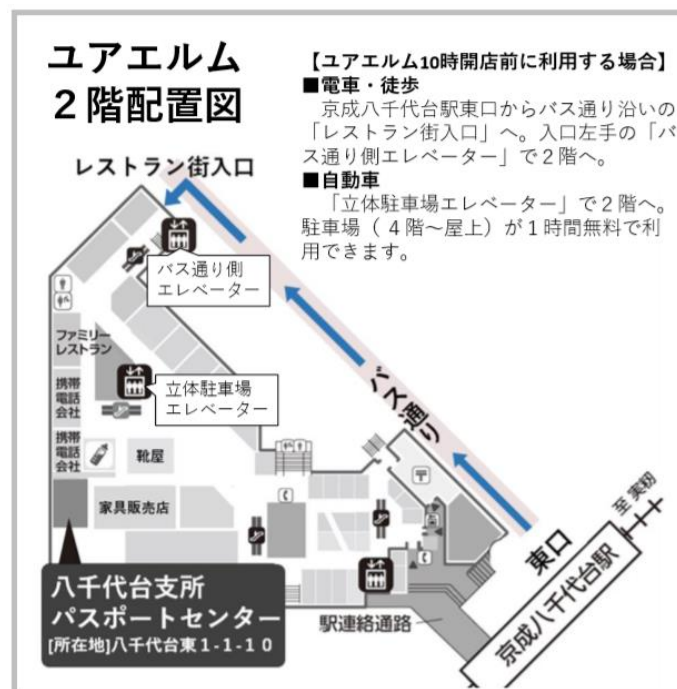 ユアエルム
２階配置図
【ユアエルム10時開店前に利用する場合】
■電車・徒歩
　京成八千代台駅東口からバス通り沿いの
「レストラン街入口」へ。入口左手の「バ
ス通り側エレベーター」で２階へ。
■自動車
　「立体駐車場エレベーター」で２階へ。
駐車場（４階～屋上）が１時間無料で利
用できます。
レストラン街入口
バス通り側
エレベーター
ファミリー
レストラン
立体駐車場
エレベーター
携帯
電話
会社
携帯
電話
会社
靴屋
家具販売店
バス通り
東口
至 実籾
京成八千代台駅
駅連絡通路
八千代台支所
パスポートセンター
[所在地]八千代台東１-１-１０